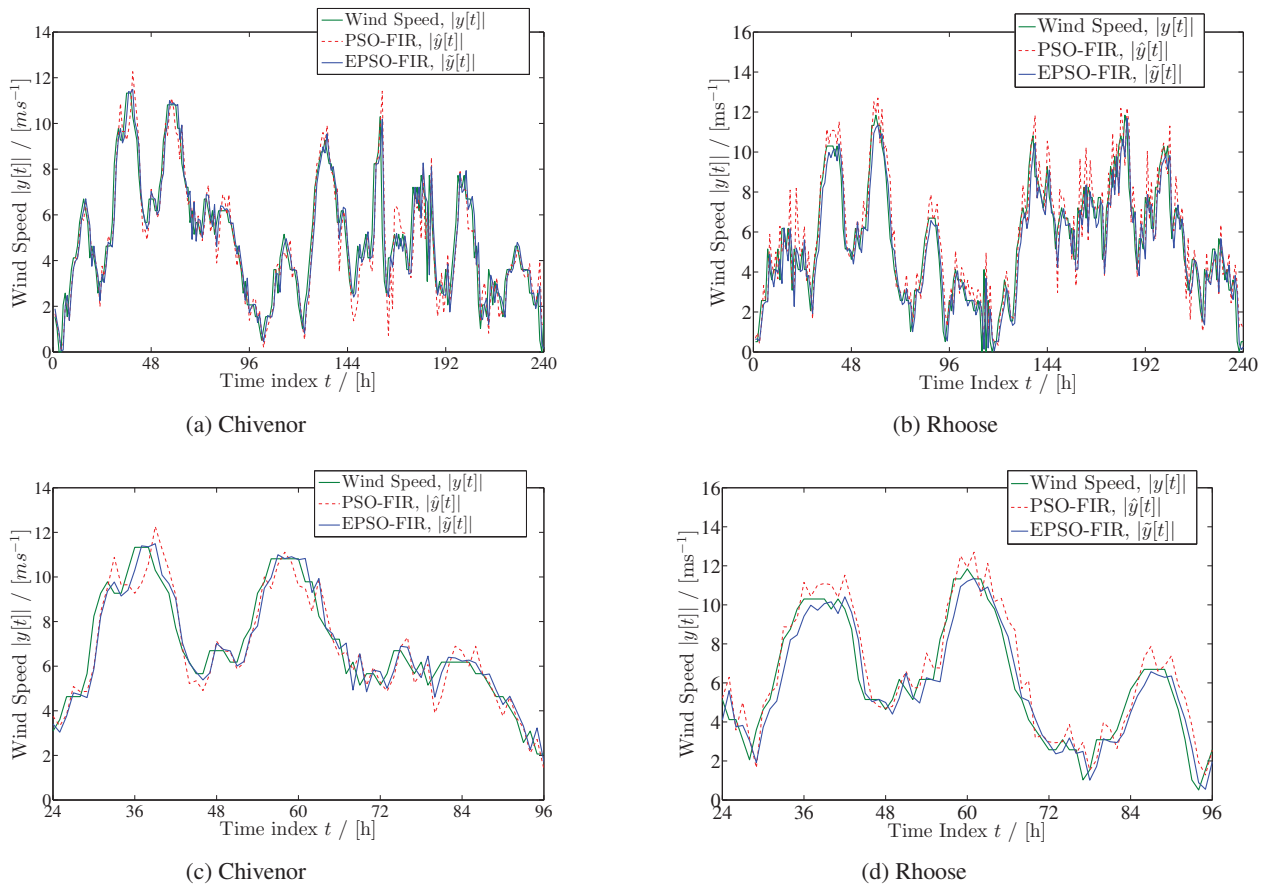 Wind Speed, |y[t]|
PSO-FIR, |ŷ[t]|
EPSO-FIR, |ỹ[t]|
14
12
10
8
6
4
2
0
Wind Speed |y[t]| / [ms⁻¹]
0 48 96 144 192 240
Time index t / [h]
(a) Chivenor
Wind Speed, |y[t]|
PSO-FIR, |ŷ[t]|
EPSO-FIR, |ỹ[t]|
16
14
12
10
8
6
4
2
0
Wind Speed |y[t]| / [ms⁻¹]
0 48 96 144 192 240
Time Index t / [h]
(b) Rhoose
Wind Speed, |y[t]|
PSO-FIR, |ŷ[t]|
EPSO-FIR, |ỹ[t]|
14
12
10
8
6
4
2
0
Wind Speed |y[t]| / [ms⁻¹]
24 36 48 60 72 84 96
Time index t / [h]
(c) Chivenor
Wind Speed, |y[t]|
PSO-FIR, |ŷ[t]|
EPSO-FIR, |ỹ[t]|
16
14
12
10
8
6
4
2
0
Wind Speed |y[t]| / [ms⁻¹]
24 36 48 60 72 84 96
Time Index t / [h]
(d) Rhoose